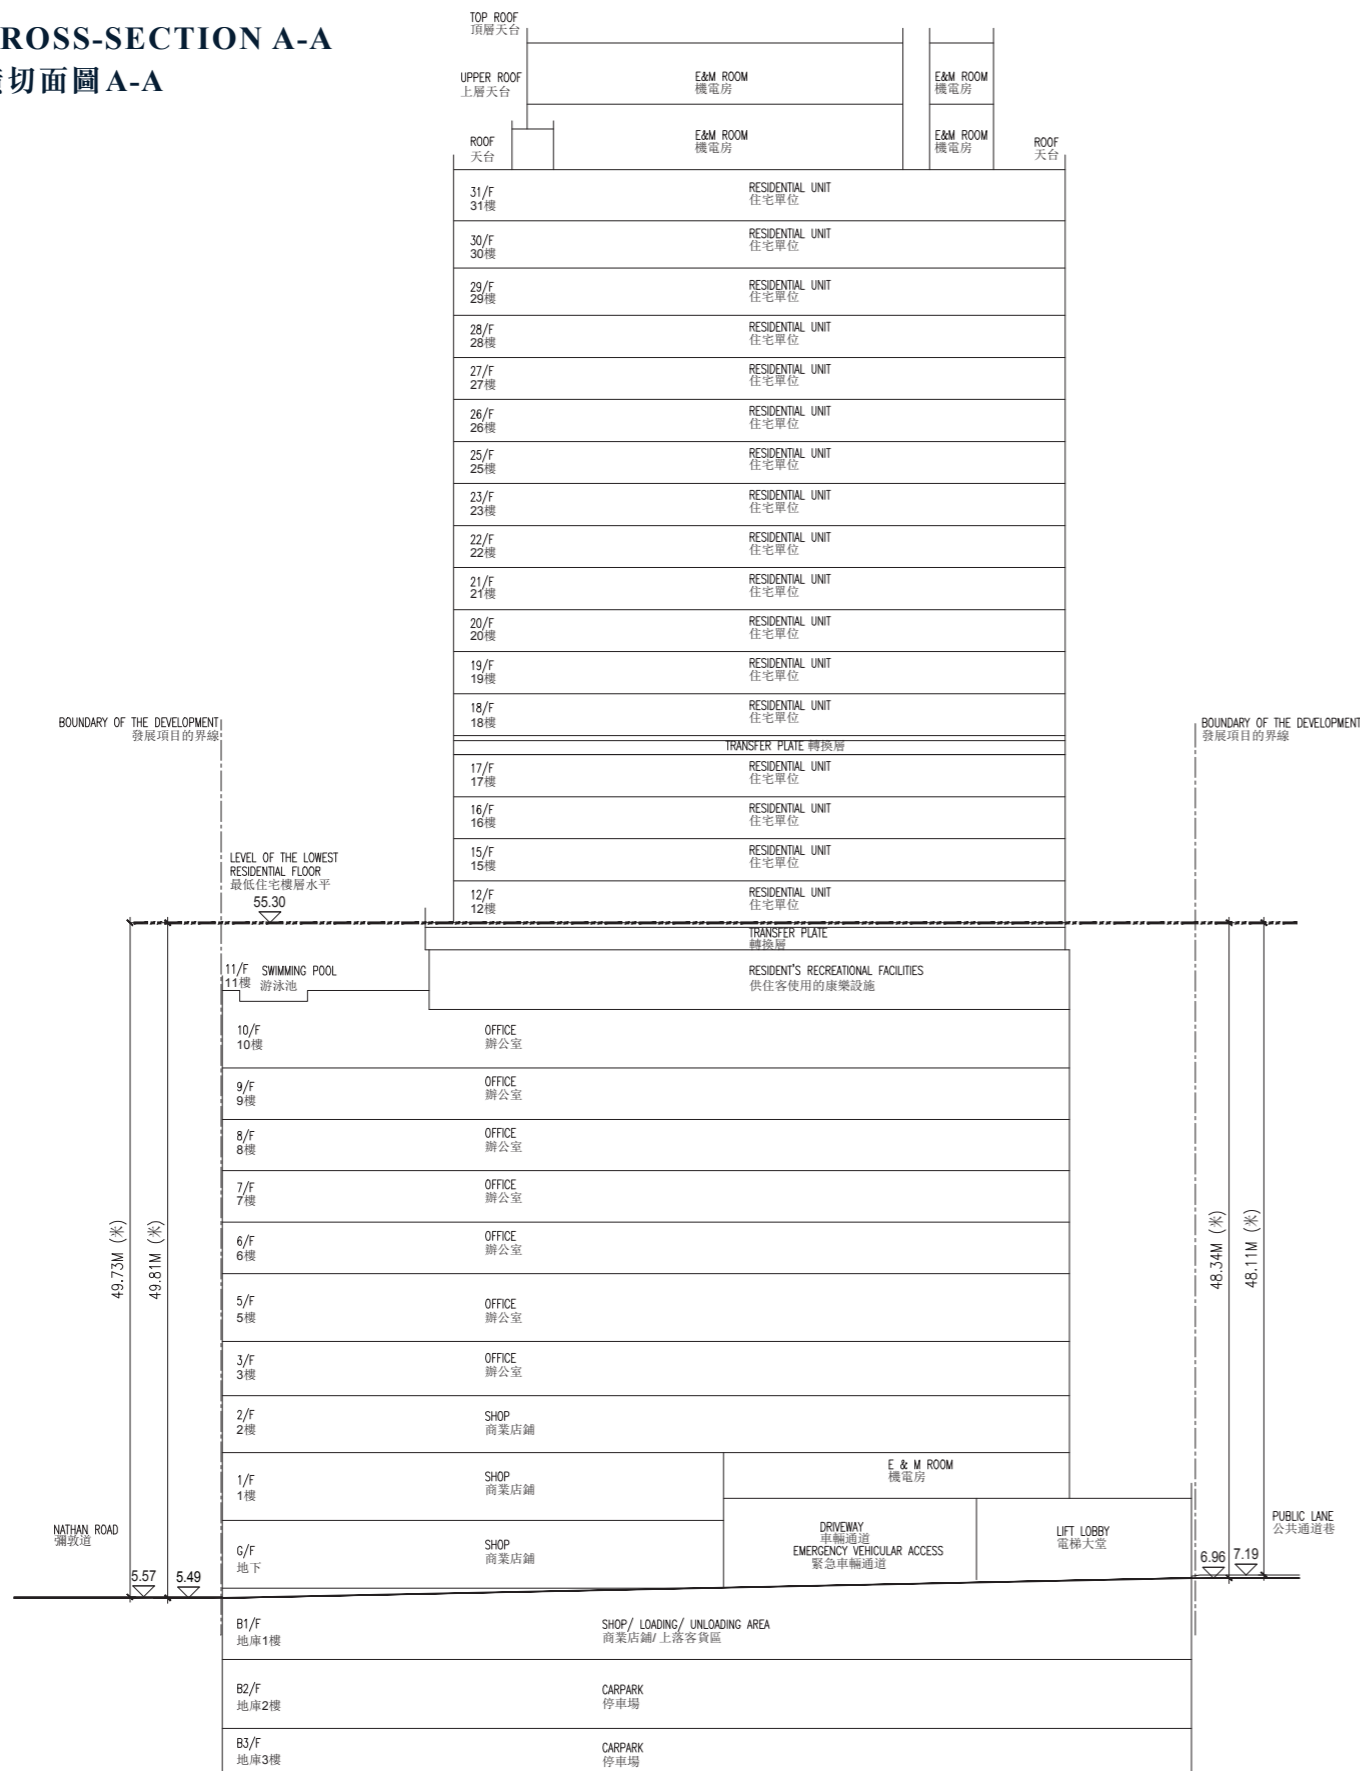 ROSS-SECTION A-A
切面圖A-A
TOP ROOF
頂層天台
UPPER ROOF
上層天台
E&M ROOM
機電房
E&M ROOM
機電房
ROOF
天台
E&M ROOM
機電房
E&M ROOM
機電房
ROOF
天台
31/F
31樓
RESIDENTIAL UNIT
住宅單位
30/F
30樓
RESIDENTIAL UNIT
住宅單位
29/F
29樓
RESIDENTIAL UNIT
住宅單位
28/F
28樓
RESIDENTIAL UNIT
住宅單位
27/F
27樓
RESIDENTIAL UNIT
住宅單位
26/F
26樓
RESIDENTIAL UNIT
住宅單位
25/F
25樓
RESIDENTIAL UNIT
住宅單位
23/F
23樓
RESIDENTIAL UNIT
住宅單位
22/F
22樓
RESIDENTIAL UNIT
住宅單位
21/F
21樓
RESIDENTIAL UNIT
住宅單位
20/F
20樓
RESIDENTIAL UNIT
住宅單位
19/F
19樓
RESIDENTIAL UNIT
住宅單位
18/F
18樓
RESIDENTIAL UNIT
住宅單位
BOUNDARY OF THE DEVELOPMENT
發展項目的界線
BOUNDARY OF THE DEVELOPMENT
發展項目的界線
TRANSFER PLATE 轉換層
17/F
17樓
RESIDENTIAL UNIT
住宅單位
16/F
16樓
RESIDENTIAL UNIT
住宅單位
15/F
15樓
RESIDENTIAL UNIT
住宅單位
LEVEL OF THE LOWEST
RESIDENTIAL FLOOR
最低住宅樓層水平
55.30
12/F
12樓
RESIDENTIAL UNIT
住宅單位
TRANSFER PLATE
轉換層
11/F
11樓
SWIMMING POOL
游泳池
RESIDENT'S RECREATIONAL FACILITIES
供住客使用的康樂設施
10/F
10樓
OFFICE
辦公室
9/F
9樓
OFFICE
辦公室
8/F
8樓
OFFICE
辦公室
7/F
7樓
OFFICE
辦公室
6/F
6樓
OFFICE
辦公室
49.73M (米)
49.81M (米)
48.34M (米)
48.11M (米)
5/F
5樓
OFFICE
辦公室
3/F
3樓
OFFICE
辦公室
2/F
2樓
SHOP
商業店鋪
1/F
1樓
SHOP
商業店鋪
E & M ROOM
機電房
NATHAN ROAD
彌敦道
G/F
地下
SHOP
商業店鋪
DRIVEWAY
車輛通道
EMERGENCY VEHICULAR ACCESS
緊急車輛通道
LIFT LOBBY
電梯大堂
PUBLIC LANE
公共通道巷
5.57
5.49
6.96
7.19
B1/F
地庫1樓
SHOP/ LOADING/ UNLOADING AREA
商業店鋪/上落客貨區
B2/F
地庫2樓
CARPARK
停車場
B3/F
地庫3樓
CARPARK
停車場